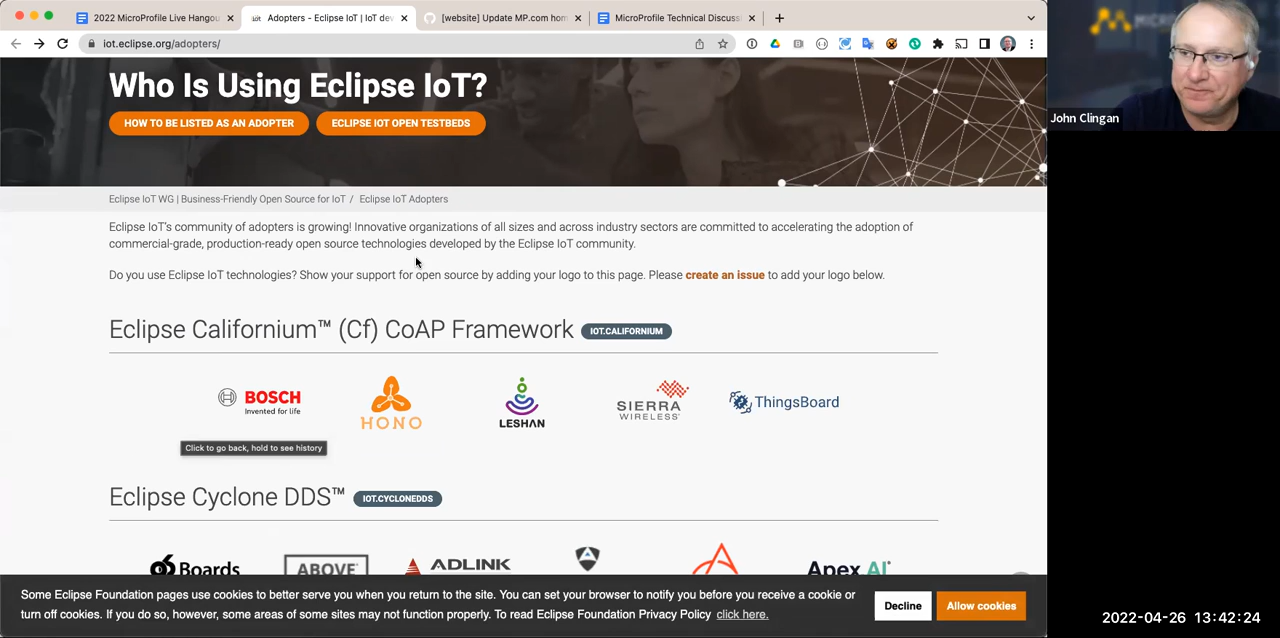 2022 MicroProfile Live Hangou
Adopters - Eclipse IoT | IoT dev
[website] Update MP.com hom
MicroProfile Technical Discuss
iot.eclipse.org/adopters/
Who Is Using Eclipse IoT?
HOW TO BE LISTED AS AN ADOPTER
ECLIPSE IOT OPEN TESTBEDS
John Clingan
Eclipse IoT WG | Business-Friendly Open Source for IoT / Eclipse IoT Adopters
Eclipse IoT's community of adopters is growing! Innovative organizations of all sizes and across industry sectors are committed to accelerating the adoption of
commercial-grade, production-ready open source technologies developed by the Eclipse IoT community.
Do you use Eclipse IoT technologies? Show your support for open source by adding your logo to this page. Please create an issue to add your logo below.
Eclipse Californium™ (Cf) CoAP Framework IOT.CALIFORNIUM
BOSCH
Invented for life
HONO
LESHAN
SIERRA
WIRELESS
ThingsBoard
Click to go back, hold to see history
Eclipse Cyclone DDS™ IOT.CYCLONEDDS
96Boards
ABOVE
ADLINK
Apex.AI
Some Eclipse Foundation pages use cookies to better serve you when you return to the site. You can set your browser to notify you before you receive a cookie or
turn off cookies. If you do so, however, some areas of some sites may not function properly. To read Eclipse Foundation Privacy Policy click here.
Decline
Allow cookies
2022-04-26 13:42:24